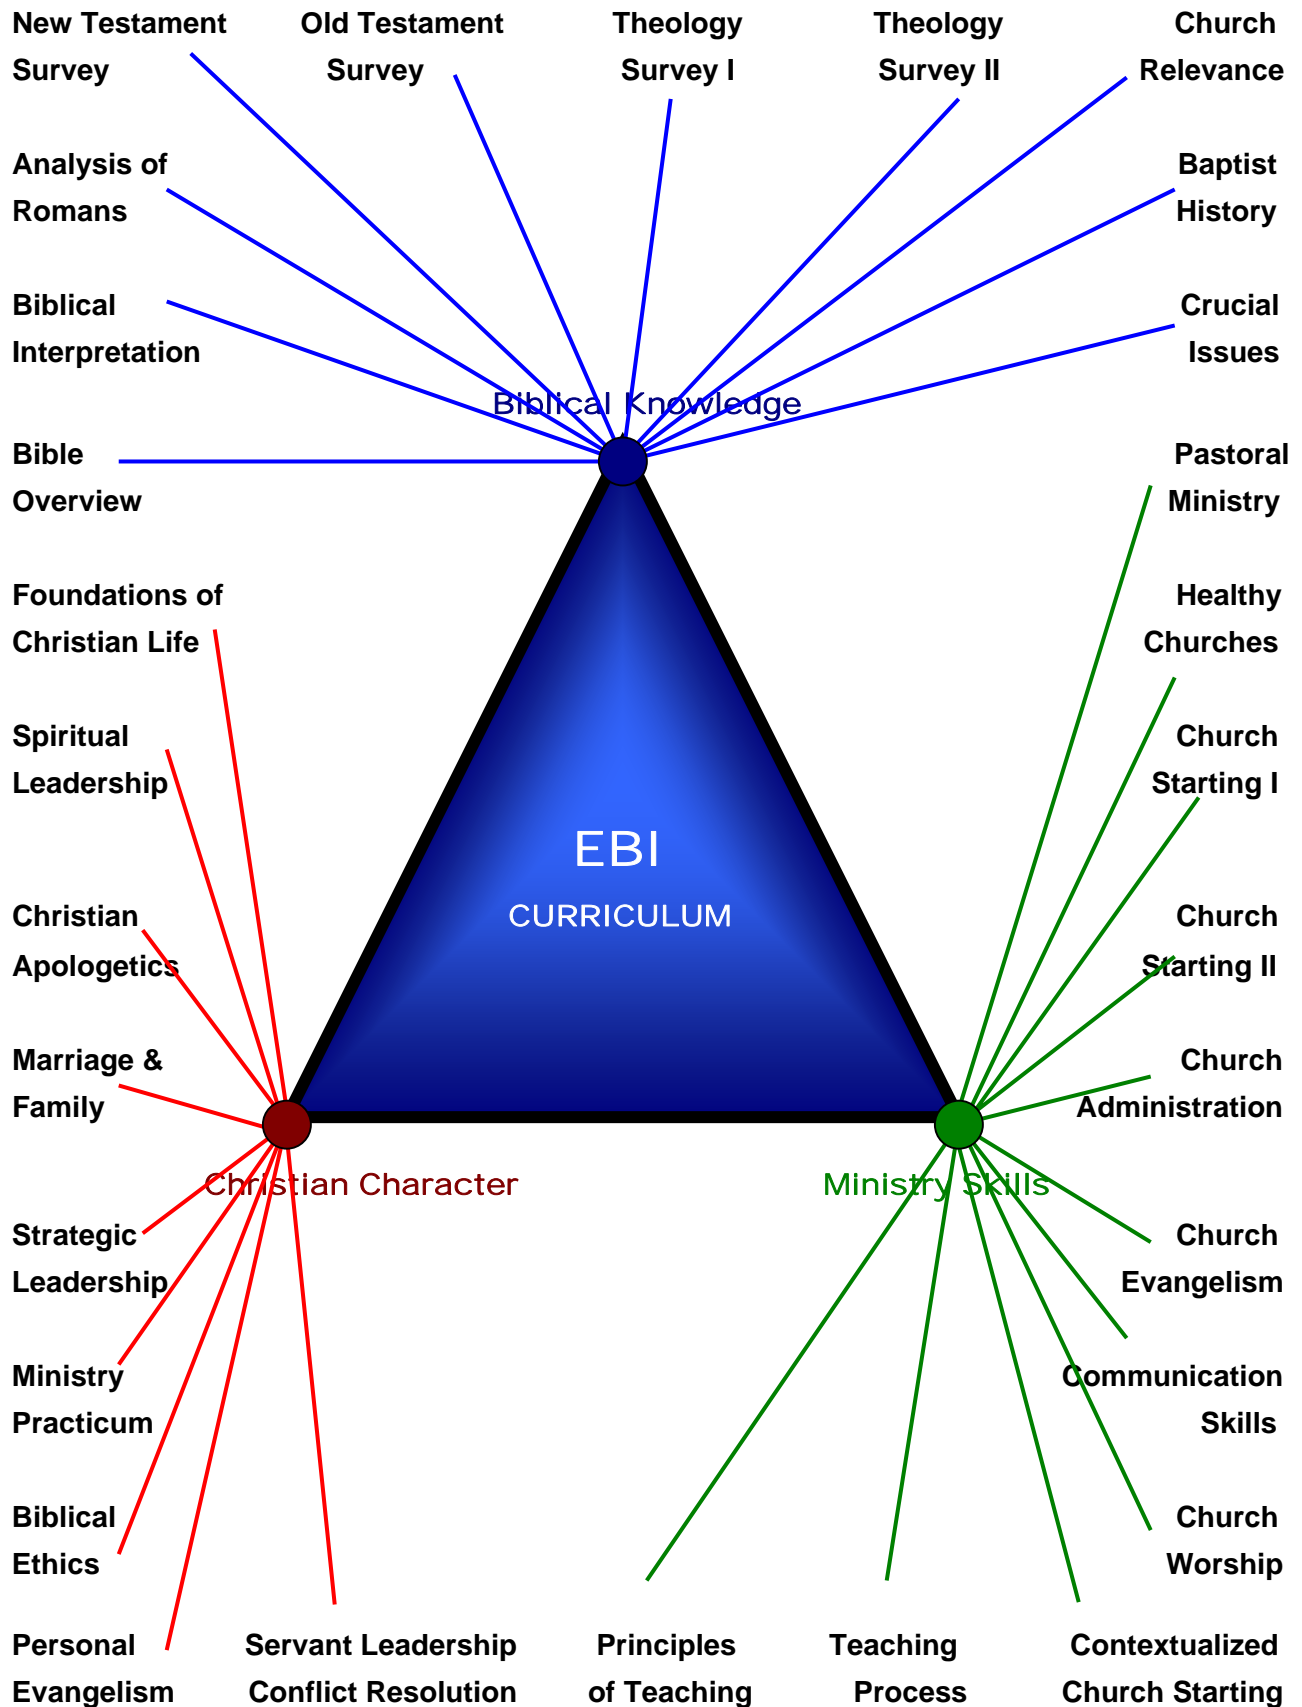 New Testament
Survey
Old Testament
Survey
Theology
Survey I
Theology
Survey II
Church
Relevance
Analysis of
Romans
Baptist
History
Biblical
Interpretation
Crucial
Issues
Biblical Knowledge
Bible
Overview
Pastoral
Ministry
Foundations of
Christian Life
Healthy
Churches
Spiritual
Leadership
Church
Starting I
EBI
CURRICULUM
Christian
Apologetics
Church
Starting II
Marriage &
Family
Church
Administration
Christian Character
Ministry Skills
Strategic
Leadership
Church
Evangelism
Ministry
Practicum
Communication
Skills
Biblical
Ethics
Church
Worship
Personal
Evangelism
Servant Leadership
Conflict Resolution
Principles
of Teaching
Teaching
Process
Contextualized
Church Starting